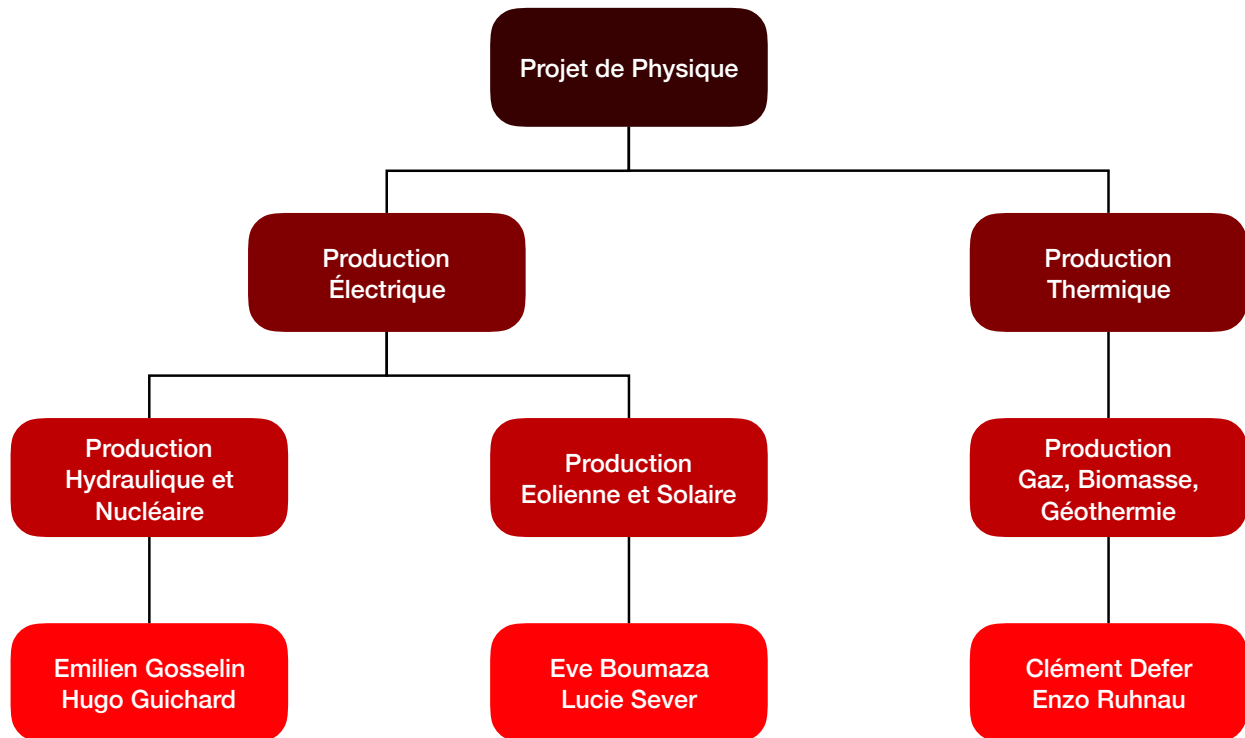 Projet de Physique
Production
Électrique
Production
Thermique
Production
Hydraulique et
Nucléaire
Production
Eolienne et Solaire
Production
Gaz, Biomasse,
Géothermie
Emilien Gosselin
Hugo Guichard
Eve Boumaza
Lucie Sever
Clément Defer
Enzo Ruhnau